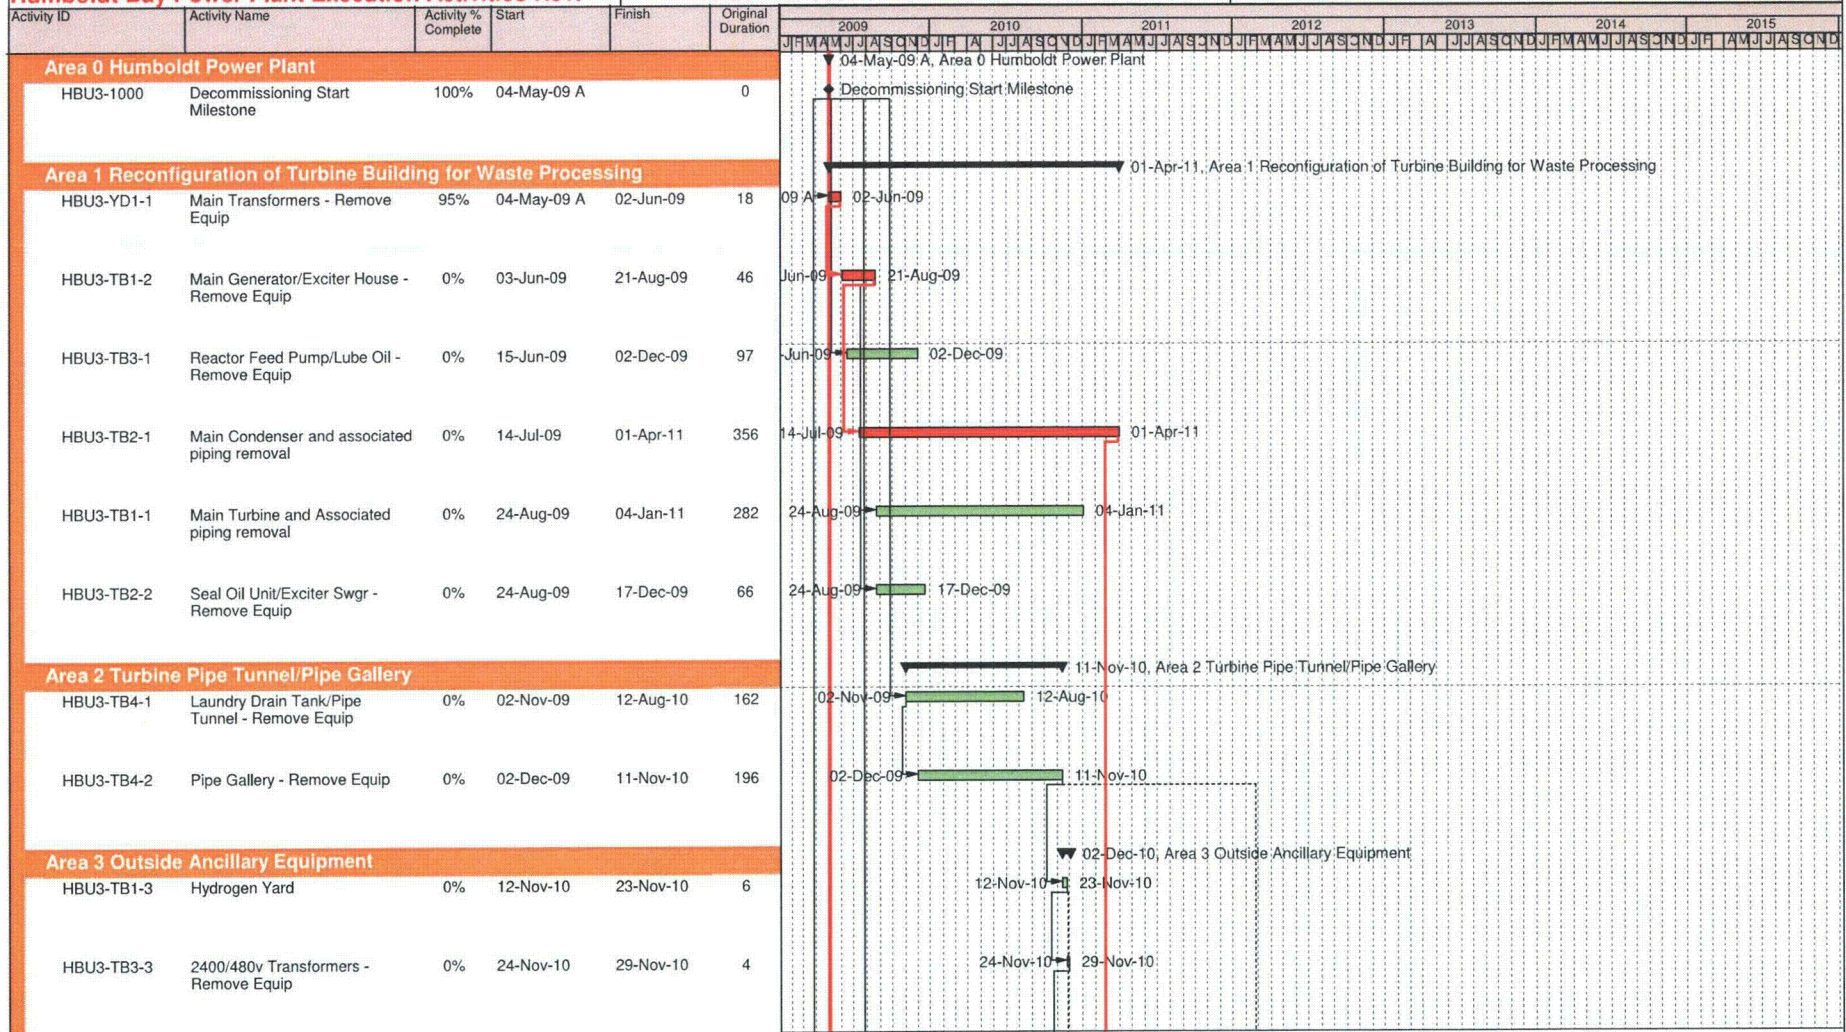 Activity ID Activity Name Activity % Complete Start Finish Original Duration
2009 2010 2011 2012 2013 2014 2015
Area 0 Humboldt Power Plant
04-May-09 A, Area 0 Humboldt Power Plant
HBU3-1000 Decommissioning Start Milestone 100% 04-May-09 A 0
Decommissioning Start Milestone
Area 1 Reconfiguration of Turbine Building for Waste Processing
01-Apr-11, Area 1 Reconfiguration of Turbine Building for Waste Processing
HBU3-YD1-1 Main Transformers - Remove Equip 95% 04-May-09 A 02-Jun-09 18
09 A 02-Jun-09
HBU3-TB1-2 Main Generator/Exciter House - Remove Equip 0% 03-Jun-09 21-Aug-09 46
Jun-09 21-Aug-09
HBU3-TB3-1 Reactor Feed Pump/Lube Oil - Remove Equip 0% 15-Jun-09 02-Dec-09 97
-Jun-09 02-Dec-09
HBU3-TB2-1 Main Condenser and associated piping removal 0% 14-Jul-09 01-Apr-11 356
14-Jul-09 01-Apr-11
HBU3-TB1-1 Main Turbine and Associated piping removal 0% 24-Aug-09 04-Jan-11 282
24-Aug-09 04-Jan-11
HBU3-TB2-2 Seal Oil Unit/Exciter Swgr - Remove Equip 0% 24-Aug-09 17-Dec-09 66
24-Aug-09 17-Dec-09
Area 2 Turbine Pipe Tunnel/Pipe Gallery
11-Nov-10, Area 2 Turbine Pipe Tunnel/Pipe Gallery
HBU3-TB4-1 Laundry Drain Tank/Pipe Tunnel - Remove Equip 0% 02-Nov-09 12-Aug-10 162
02-Nov-09 12-Aug-10
HBU3-TB4-2 Pipe Gallery - Remove Equip 0% 02-Dec-09 11-Nov-10 196
02-Dec-09 11-Nov-10
Area 3 Outside Ancillary Equipment
02-Dec-10, Area 3 Outside Ancillary Equipment
HBU3-TB1-3 Hydrogen Yard 0% 12-Nov-10 23-Nov-10 6
12-Nov-10 23-Nov-10
HBU3-TB3-3 2400/480v Transformers - Remove Equip 0% 24-Nov-10 29-Nov-10 4
24-Nov-10 29-Nov-10